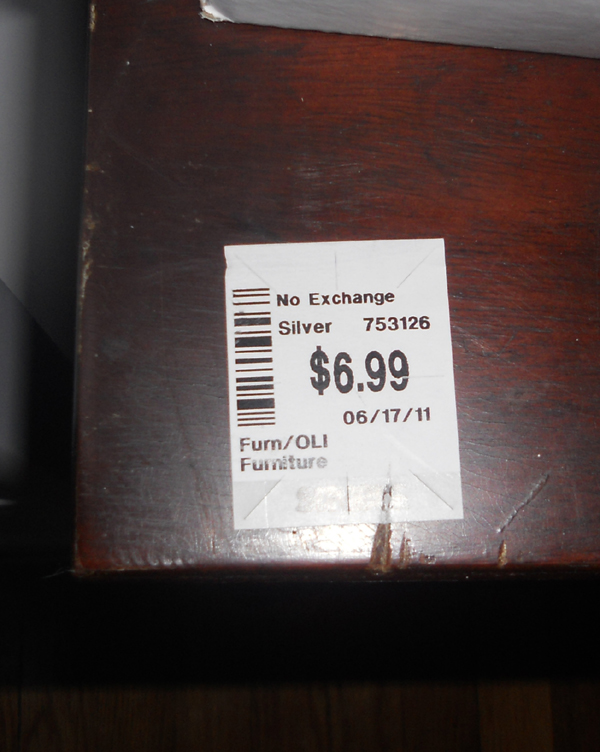 No Exchange
Silver 753126
$6.99
06/17/11
Furn/OLI
Furniture